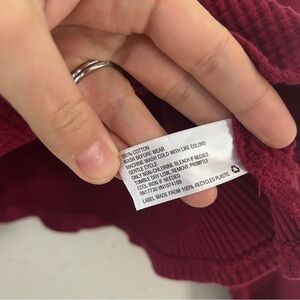 100% COTTON
WASH BEFORE WEAR
MACHINE WASH COLD WITH LIKE COLORS
GENTLE CYCLE
ONLY NON-CHLORINE BLEACH IF NEEDED
TUMBLE DRY LOW, REMOVE PROMPTLY
COOL IRON IF NEEDED
LABEL MADE FROM 100% RECYCLED PLASTIC